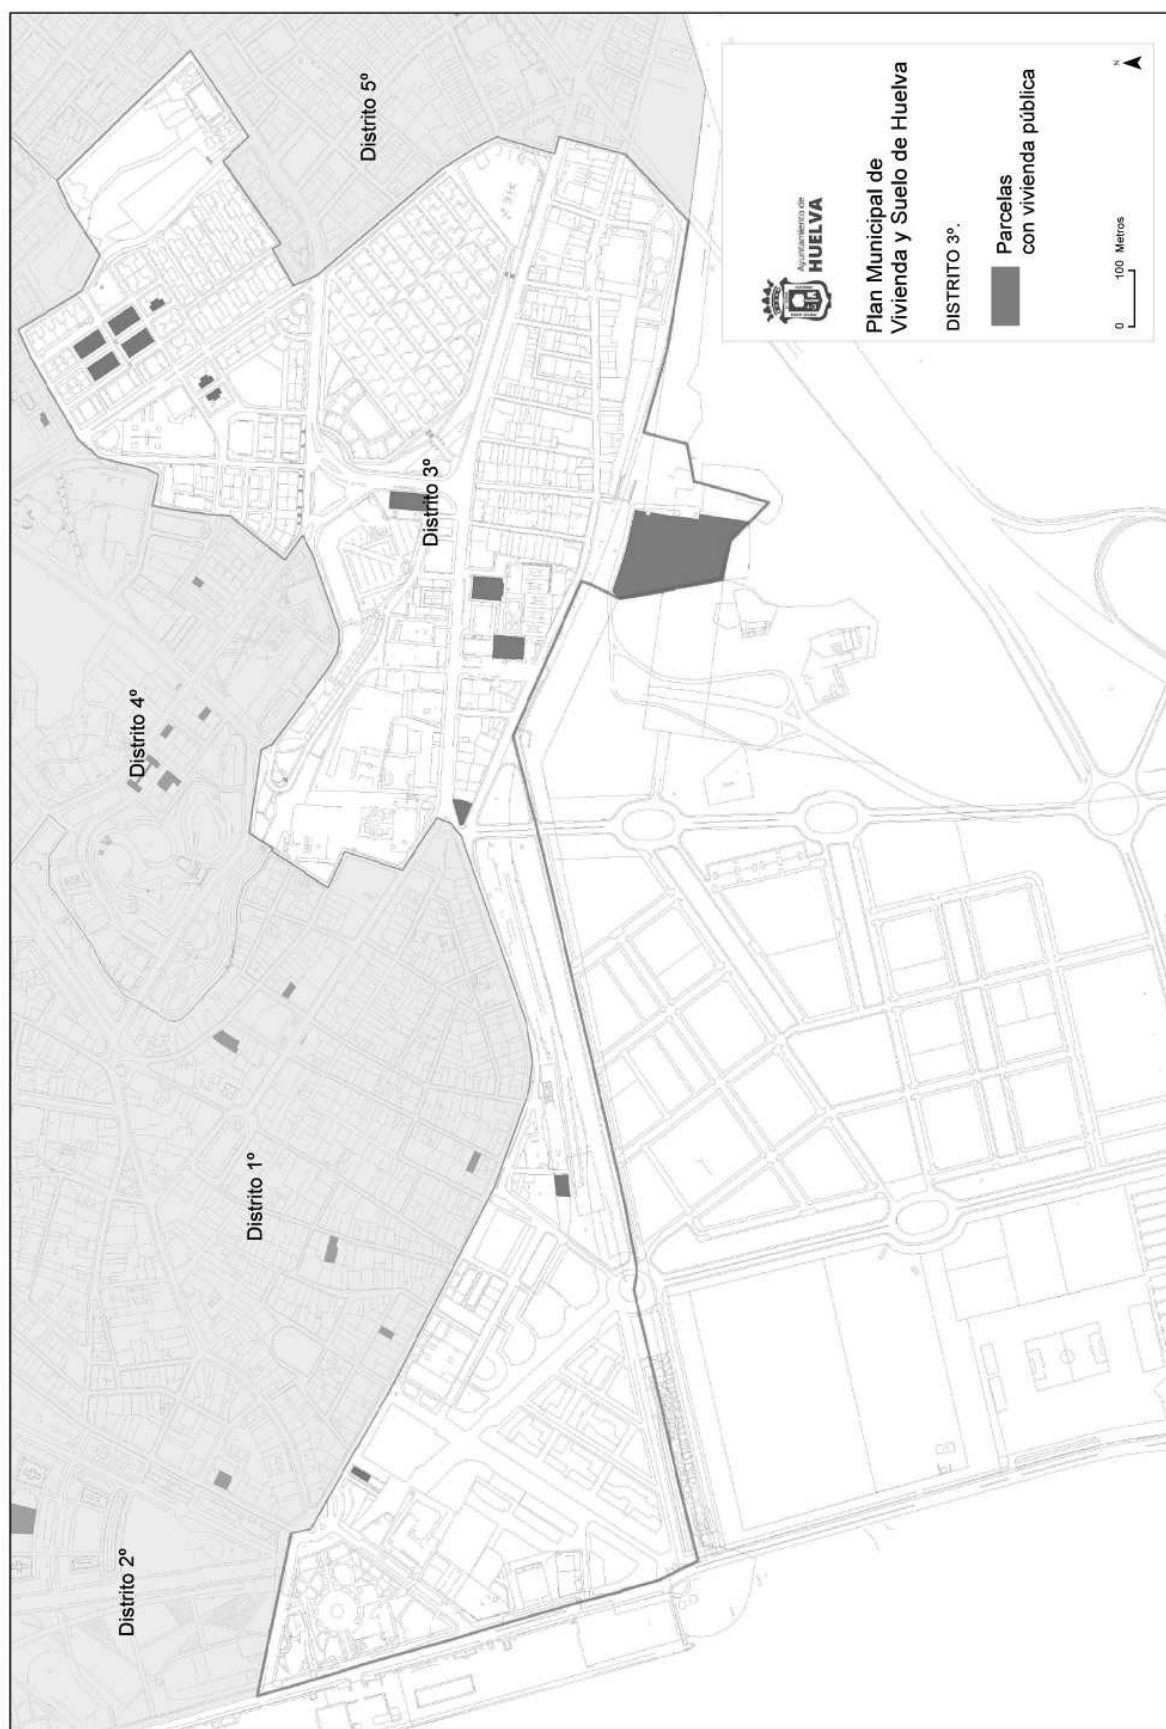 Distrito 2º
Distrito 1º
Distrito 4º
Distrito 3º
Distrito 5º
Ayuntamiento de
HUELVA
Plan Municipal de
Vivienda y Suelo de Huelva
DISTRITO 3º.
Parcelas
con vivienda pública
0 100 Metros
N